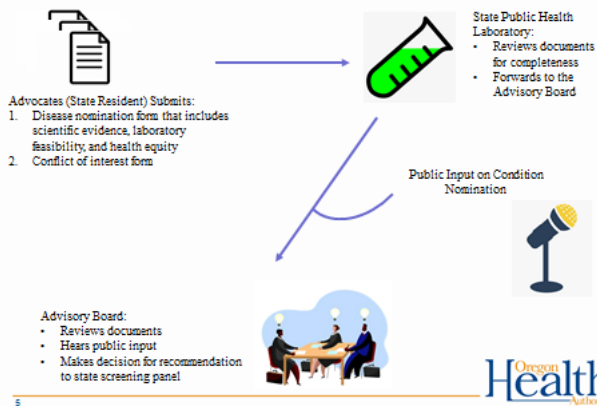 State Public Health
Laboratory:
• Reviews documents
for completeness
• Forwards to the
Advisory Board
Advocates (State Resident) Submits:
1. Disease nomination form that includes
scientific evidence, laboratory
feasibility, and health equity
2. Conflict of interest form
Public Input on Condition
Nomination
Advisory Board:
• Reviews documents
• Hears public input
• Makes decision for recommendation
to state screening panel
Oregon
Health
Autho
5